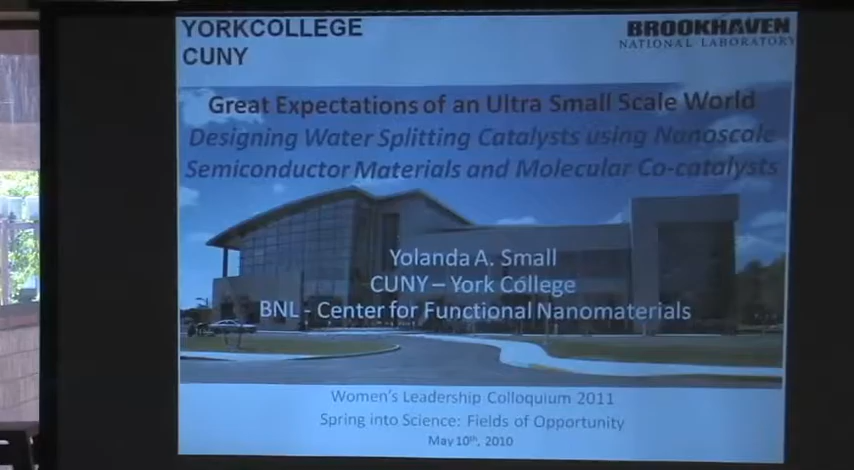 YORKCOLLEGE
CUNY
BROOKHAVEN
NATIONAL LABORATORY
Great Expectations of an Ultra Small Scale World
Designing Water Splitting Catalysts using Nanoscale
Semiconductor Materials and Molecular Co-catalysts
Yolanda A. Small
CUNY – York College
BNL - Center for Functional Nanomaterials
Women's Leadership Colloquium 2011
Spring into Science: Fields of Opportunity
May 10th, 2010